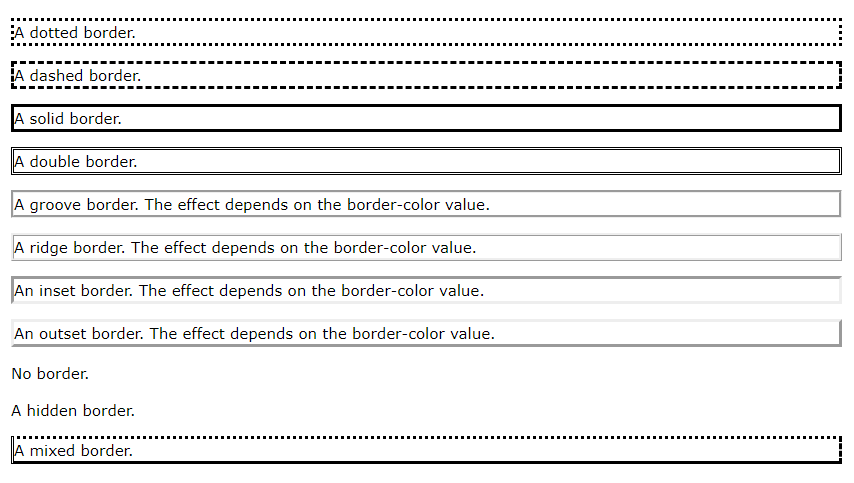 A dotted border.
A dashed border.
A solid border.
A double border.
A groove border. The effect depends on the border-color value.
A ridge border. The effect depends on the border-color value.
An inset border. The effect depends on the border-color value.
An outset border. The effect depends on the border-color value.
No border.
A hidden border.
A mixed border.